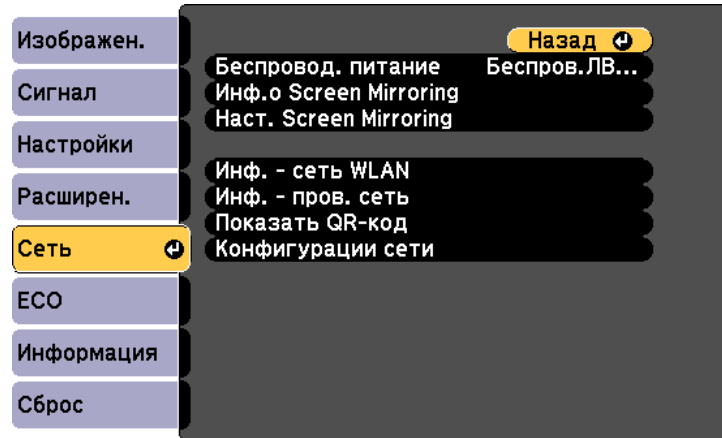 Изображен.
Сигнал
Настройки
Расширен.
Сеть
ECO
Информация
Сброс
Назад
Беспровод. питание Беспров.ЛВ...
Инф.о Screen Mirroring
Наст. Screen Mirroring
Инф. - сеть WLAN
Инф. - пров. сеть
Показать QR-код
Конфигурации сети